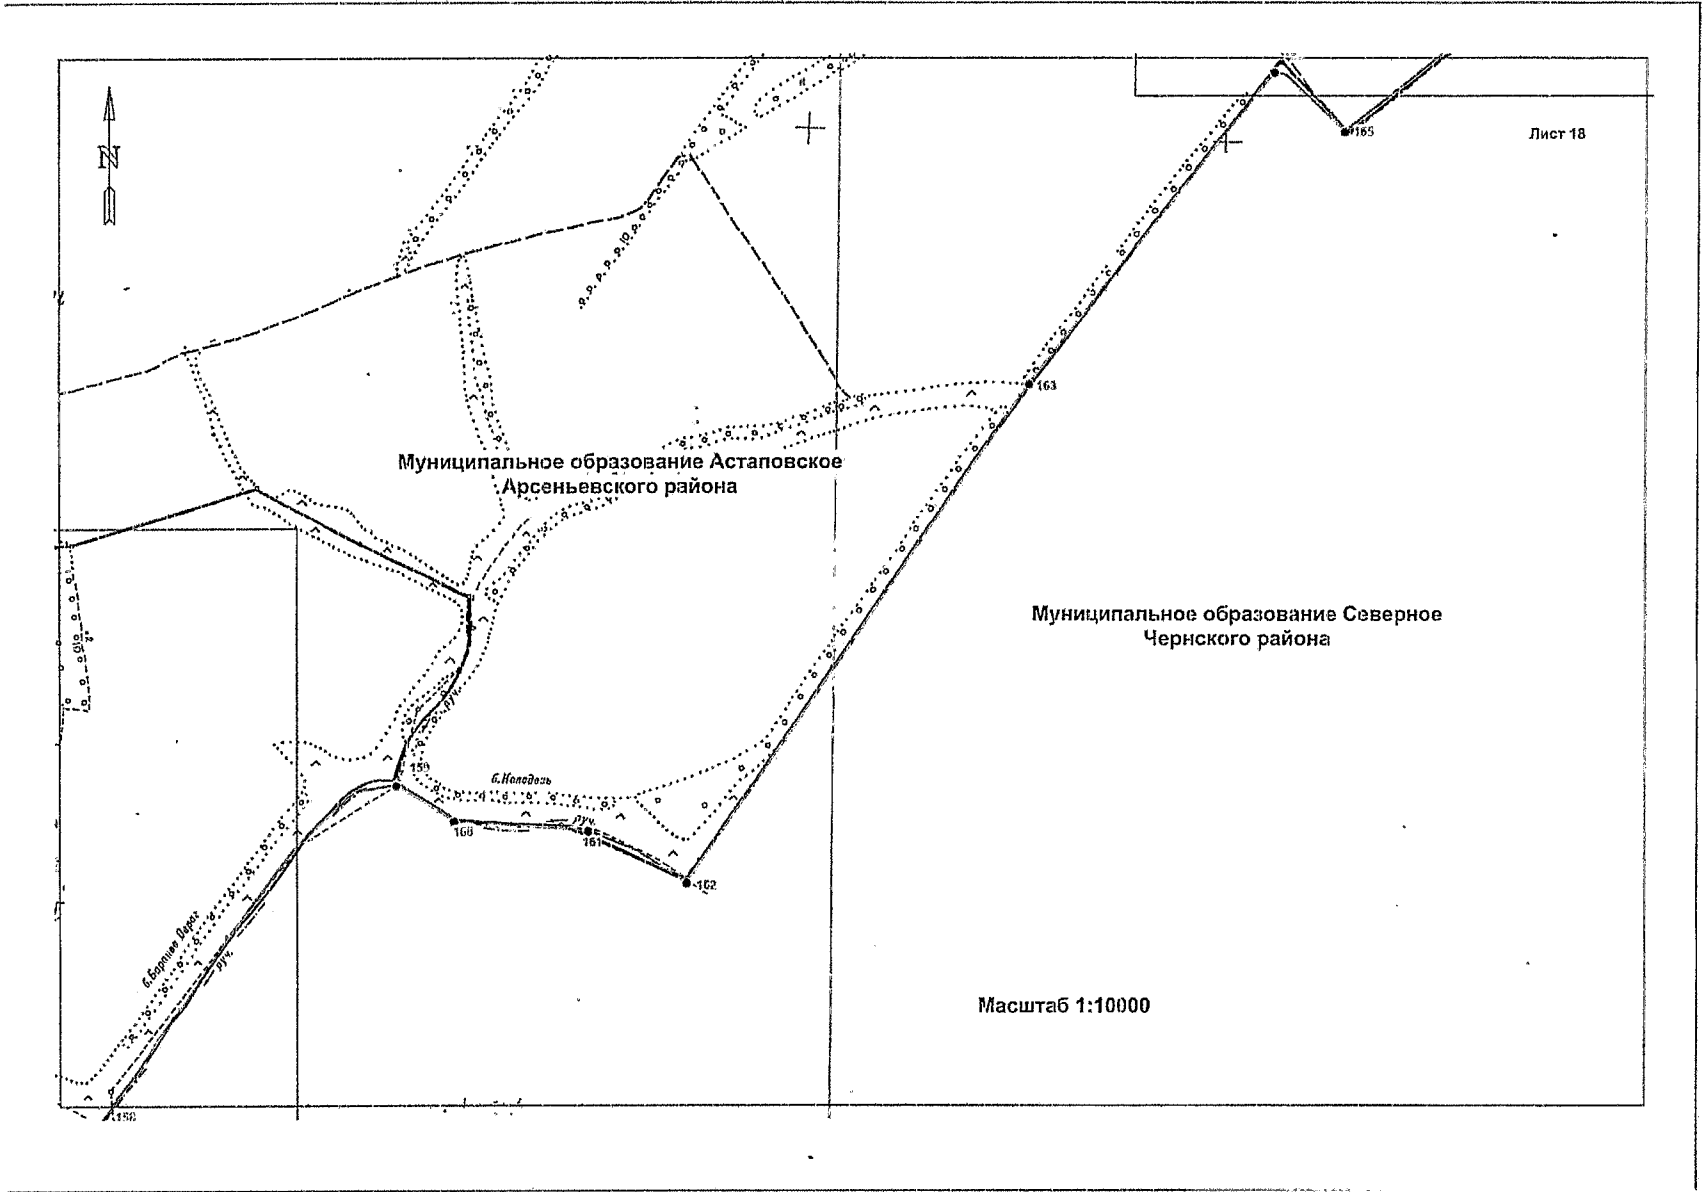 N
165
Лист 18
163
Муниципальное образование Астаповское
Арсеньевского района
Муниципальное образование Северное
Чернского района
руч.
159
б.Колодезь
160
руч.
161
162
руч.
Масштаб 1:10000
158